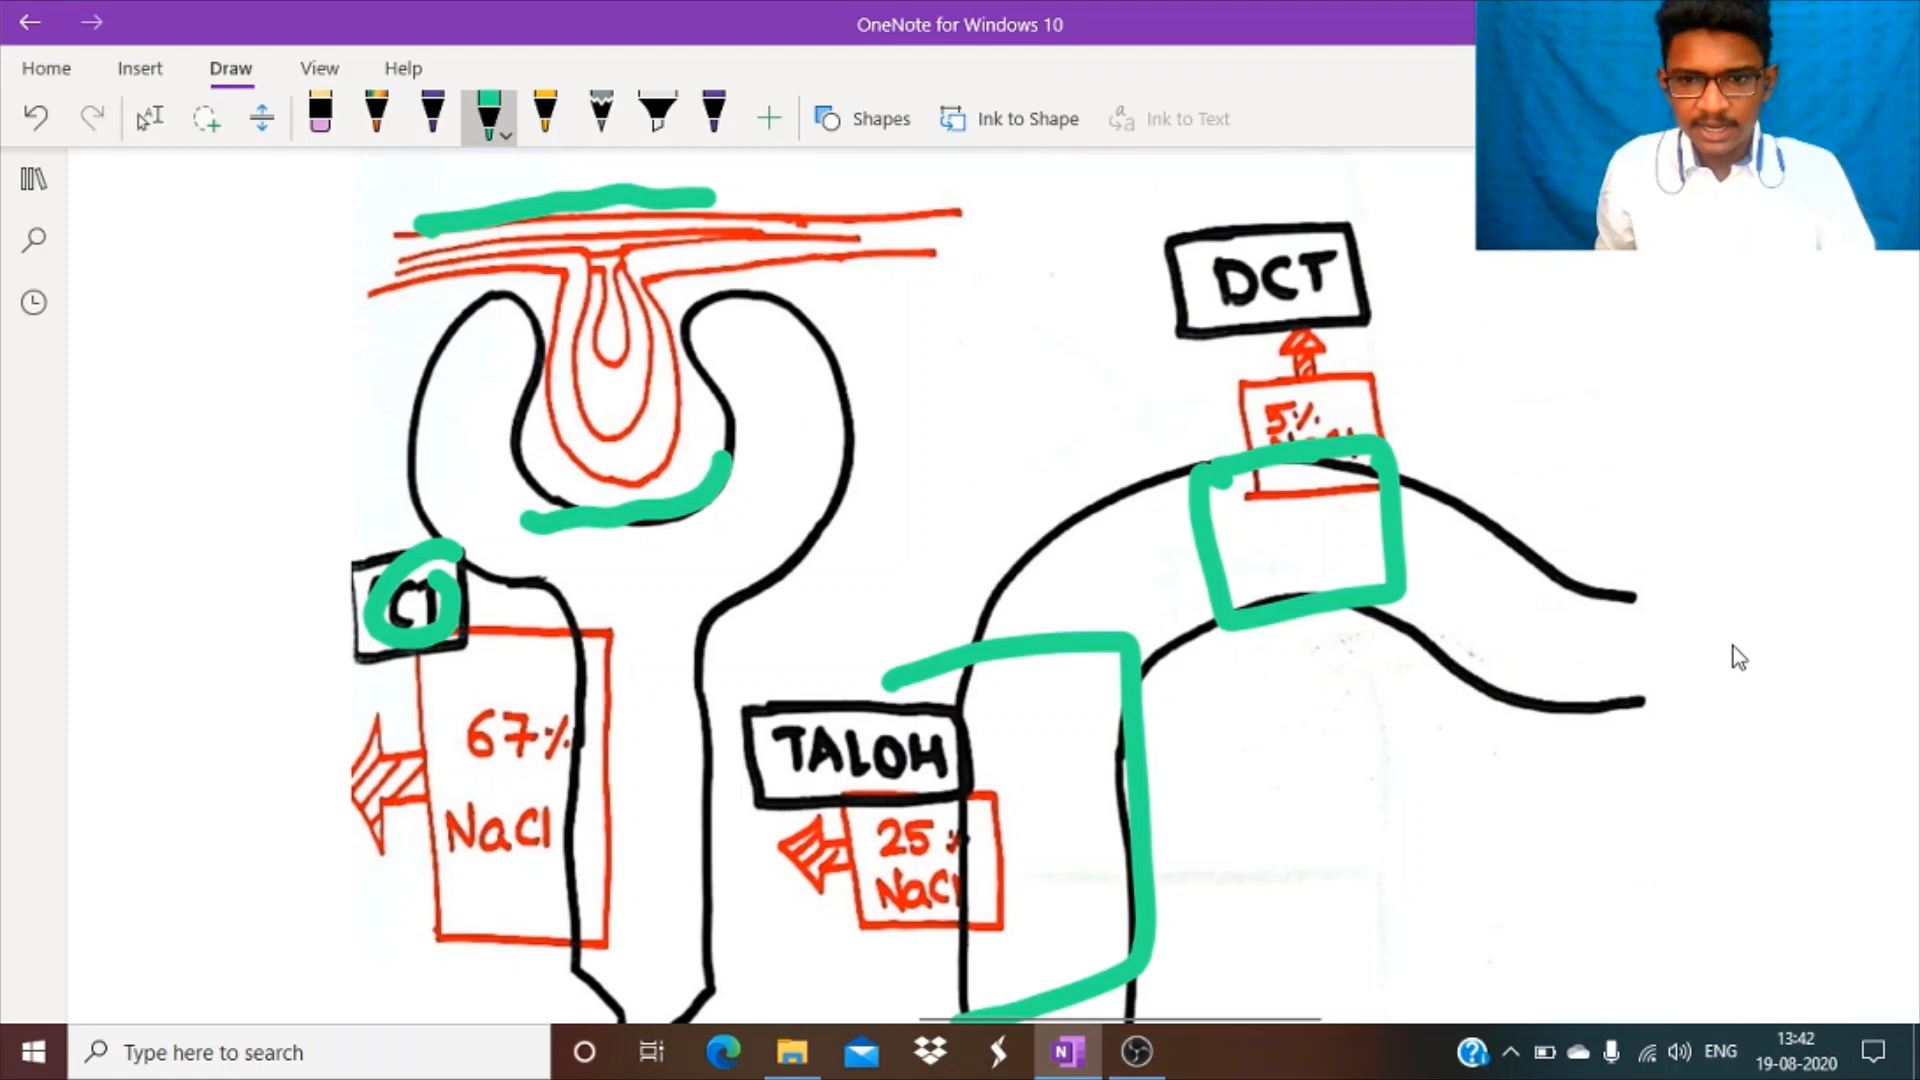 OneNote for Windows 10
Home Insert Draw View Help
Shapes Ink to Shape Ink to Text
DCT
5%
67%
NaCl
TALOH
25%
NaCl
Type here to search
ENG
13:42
19-08-2020